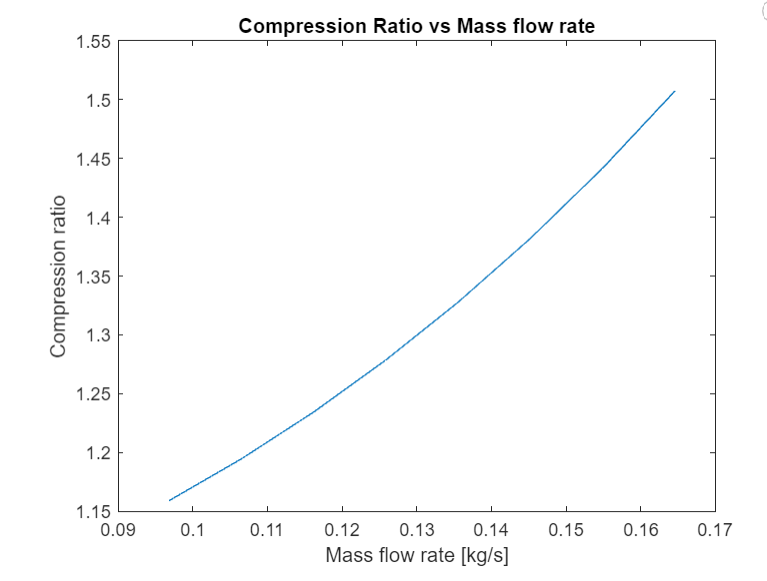 Compression Ratio vs Mass flow rate
1.55
1.5
1.45
1.4
1.35
1.3
1.25
1.2
1.15
Compression ratio
0.09 0.1 0.11 0.12 0.13 0.14 0.15 0.16 0.17
Mass flow rate [kg/s]